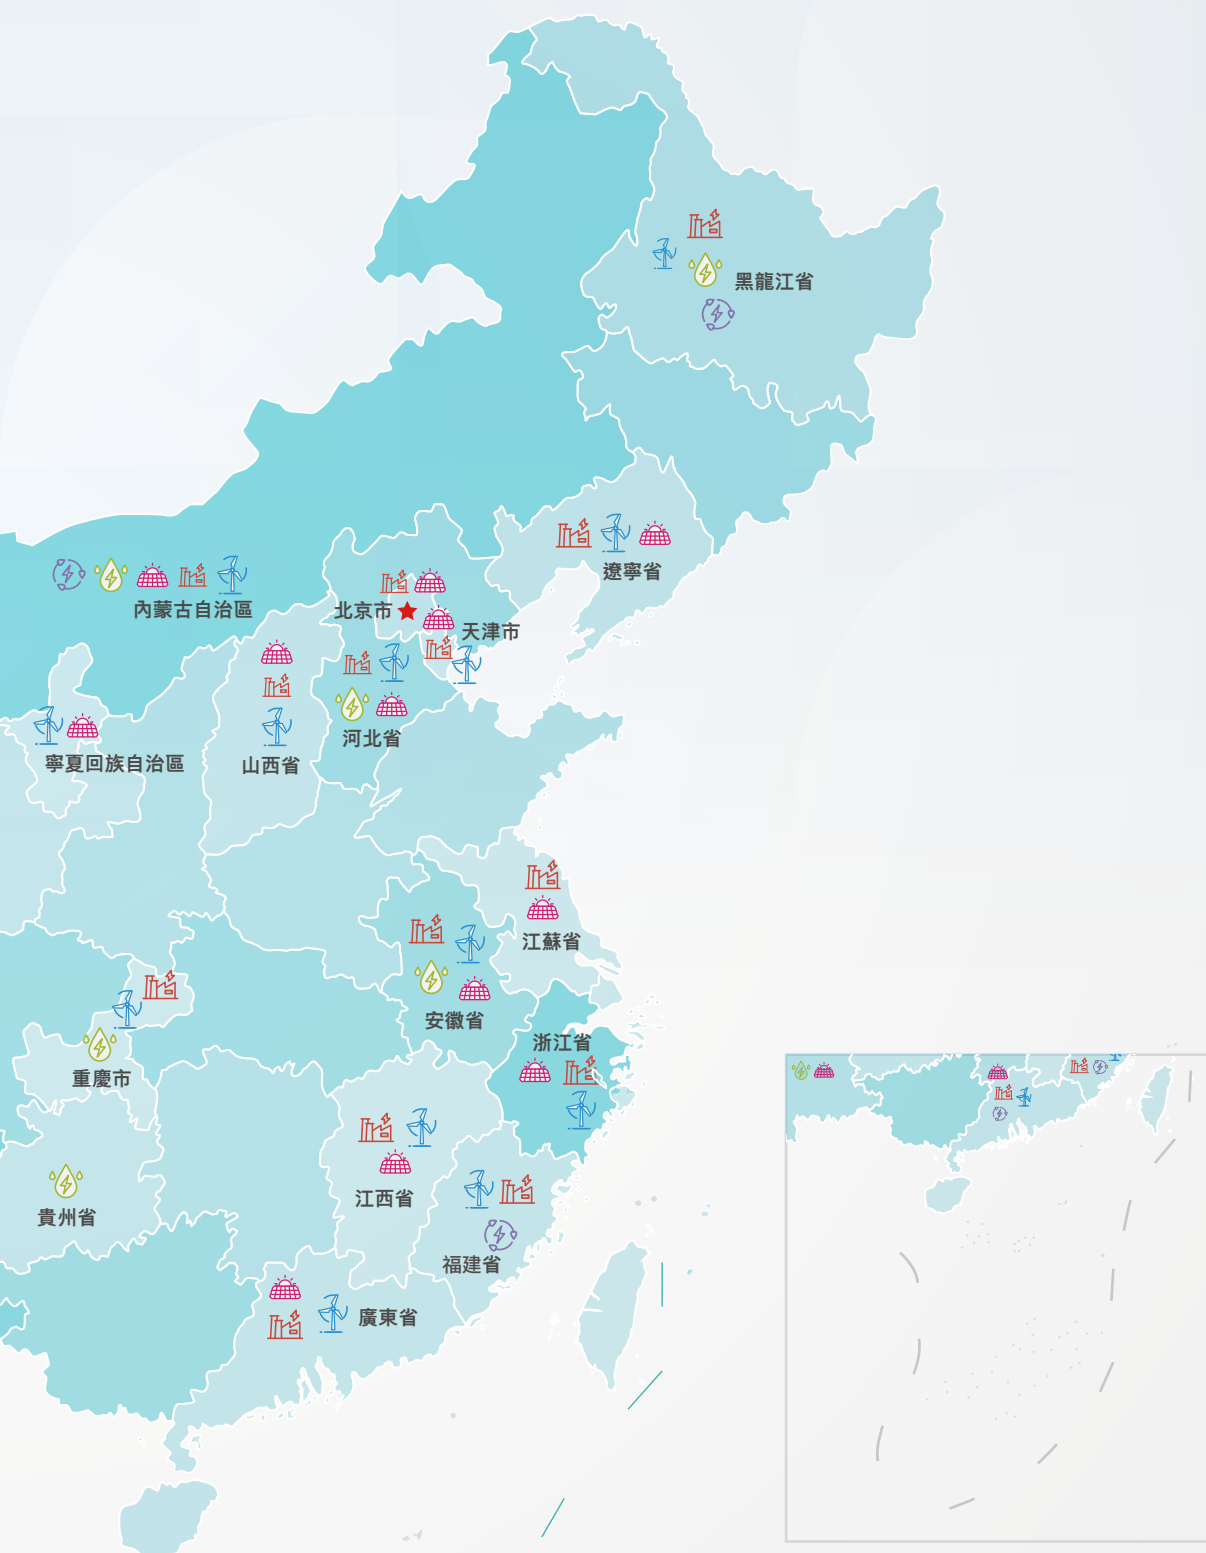 黑龍江省
遼寧省
內蒙古自治區
北京市
天津市
河北省
寧夏回族自治區
山西省
江蘇省
安徽省
浙江省
重慶市
江西省
貴州省
福建省
廣東省